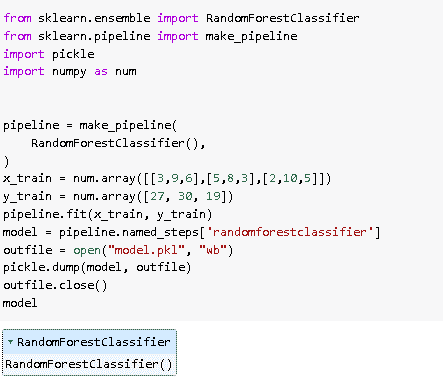 from sklearn.ensemble import RandomForestClassifier
from sklearn.pipeline import make_pipeline
import pickle
import numpy as num
pipeline = make_pipeline(
    RandomForestClassifier(),
)
x_train = num.array([[3,9,6],[5,8,3],[2,10,5]])
y_train = num.array([27, 30, 19])
pipeline.fit(x_train, y_train)
model = pipeline.named_steps['randomforestclassifier']
outfile = open("model.pkl", "wb")
pickle.dump(model, outfile)
outfile.close()
model
RandomForestClassifier
RandomForestClassifier()